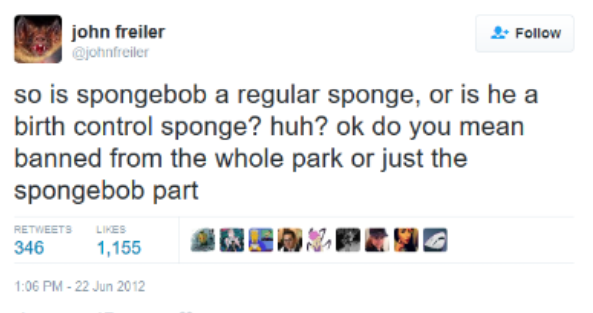 john freiler
@johnfreiler
Follow
so is spongebob a regular sponge, or is he a
birth control sponge? huh? ok do you mean
banned from the whole park or just the
spongebob part
RETWEETS LIKES
346 1,155
1:06 PM - 22 Jun 2012